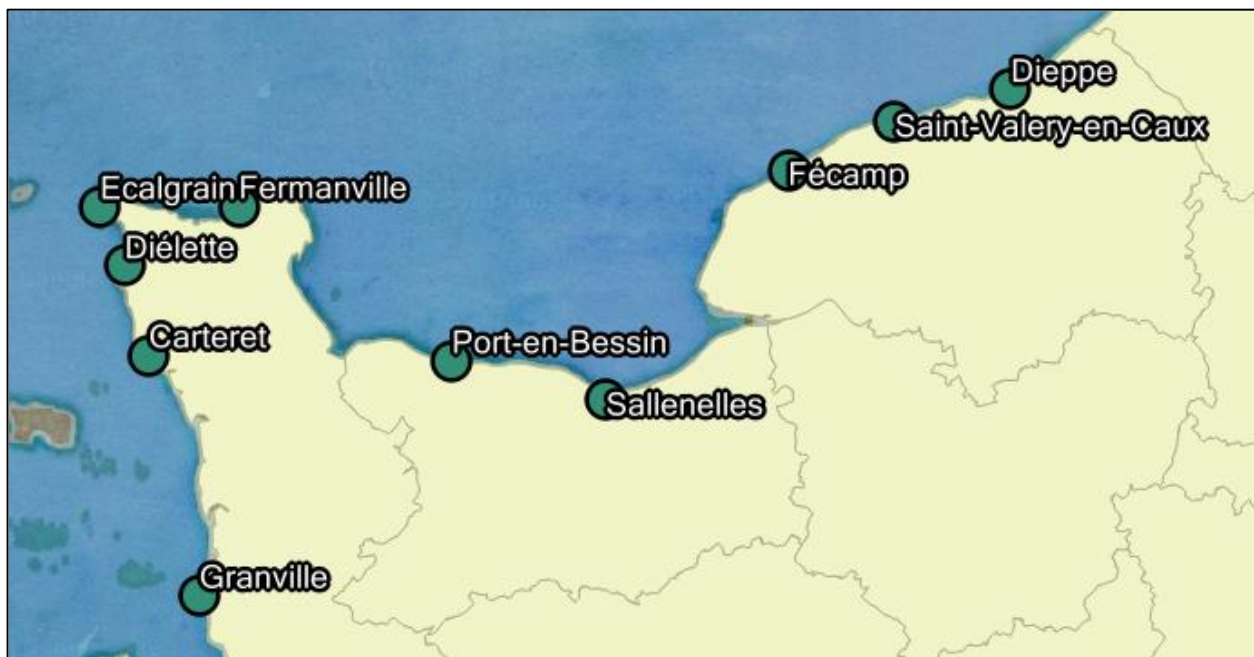 Dieppe
Saint-Valery-en-Caux
Fécamp
Ecalgrain
Fermanville
Diélette
Carteret
Port-en-Bessin
Sallenelles
Granville